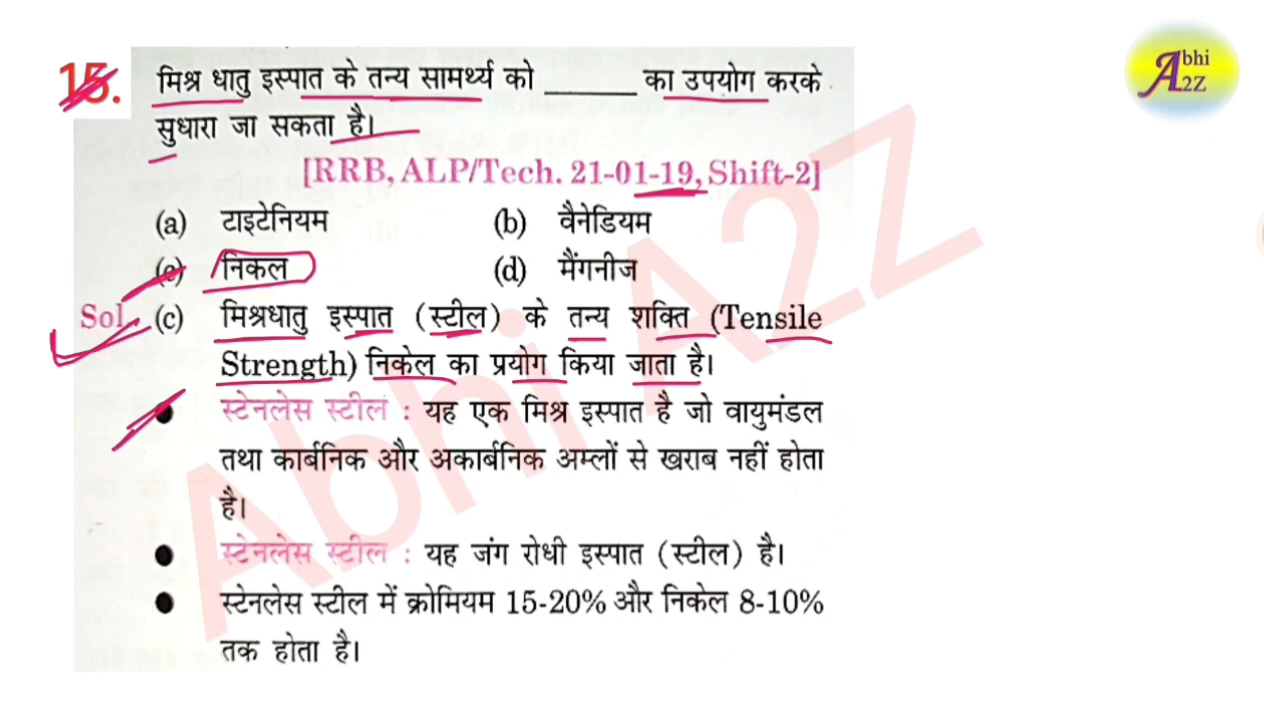 15. मिश्र धातु इस्पात के तन्य सामर्थ्य को ______ का उपयोग करके
सुधारा जा सकता है।
[RRB, ALP/Tech. 21-01-19, Shift-2]
(a) टाइटेनियम (b) वैनेडियम
(c) निकल (d) मैंगनीज
Sol. (c) मिश्रधातु इस्पात (स्टील) के तन्य शक्ति (Tensile
Strength) निकेल का प्रयोग किया जाता है।
● स्टेनलेस स्टील : यह एक मिश्र इस्पात है जो वायुमंडल
तथा कार्बनिक और अकार्बनिक अम्लों से खराब नहीं होता
है।
● स्टेनलेस स्टील : यह जंग रोधी इस्पात (स्टील) है।
● स्टेनलेस स्टील में क्रोमियम 15-20% और निकेल 8-10%
तक होता है।
Abhi A2Z
Abhi
A2Z